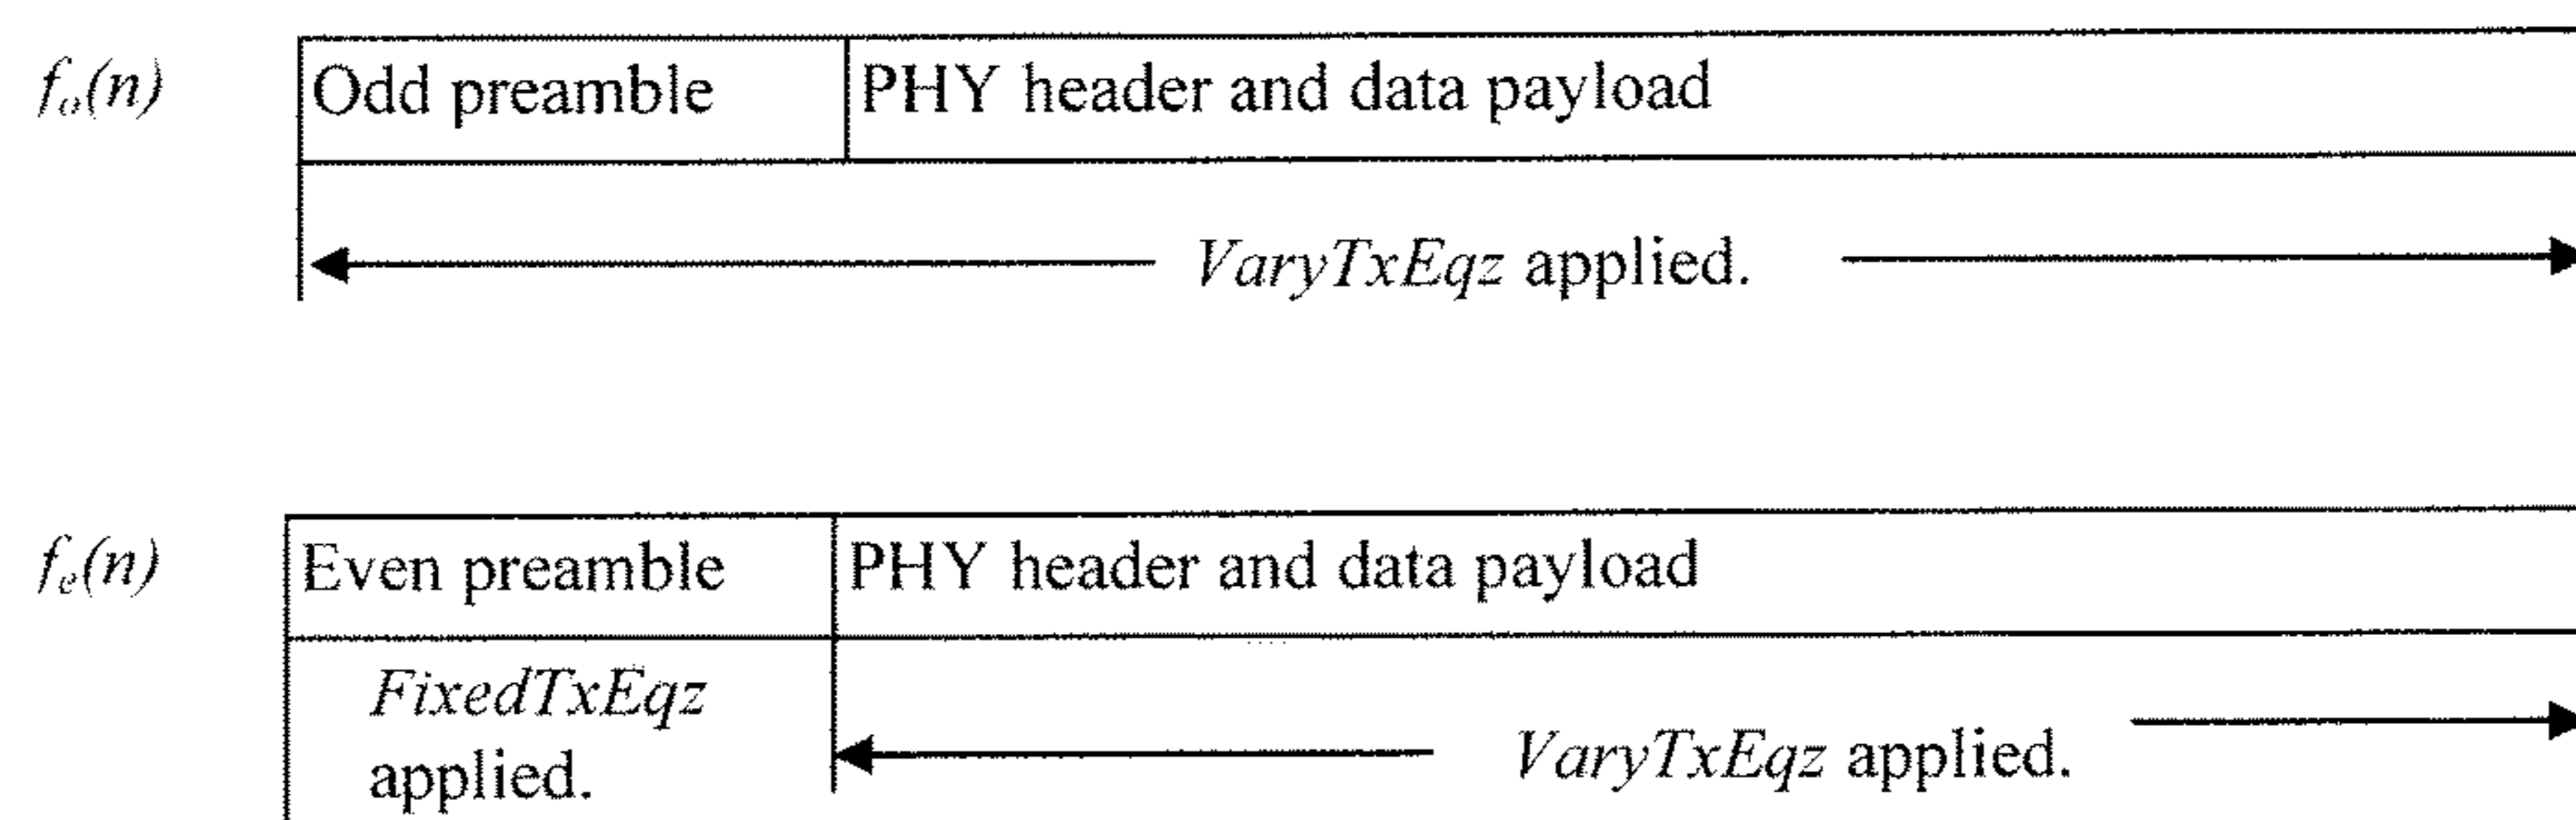 fₒ(n)
Odd preamble
PHY header and data payload
VaryTxEqz applied.
fₑ(n)
Even preamble
PHY header and data payload
FixedTxEqz
applied.
VaryTxEqz applied.